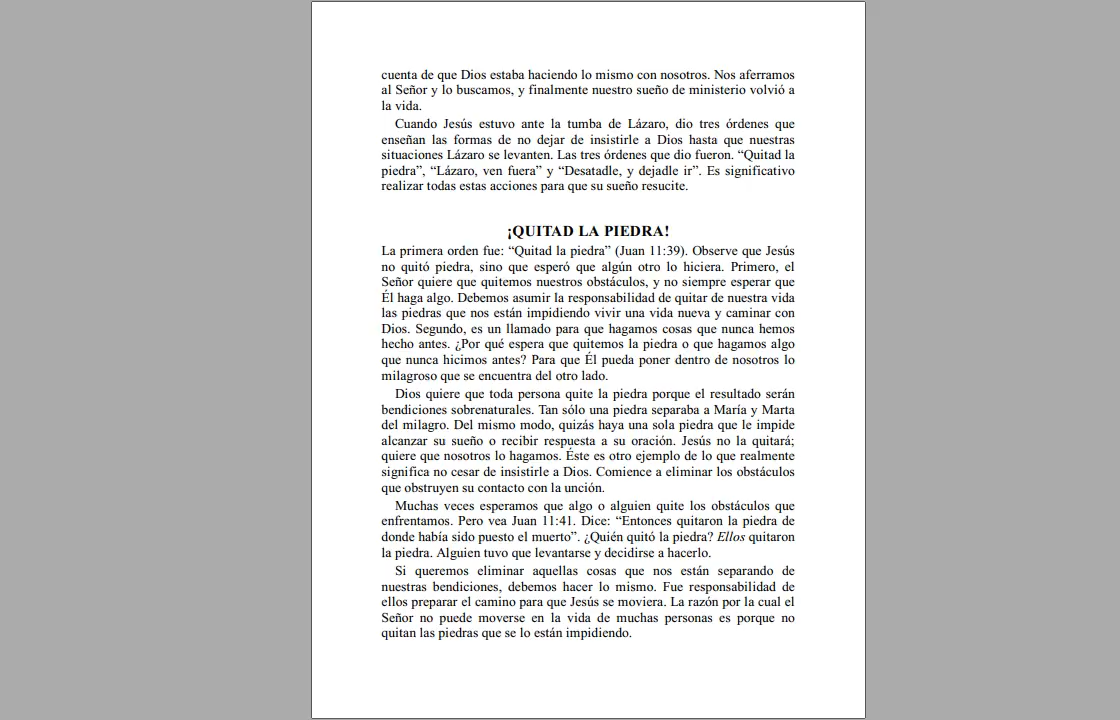 cuenta de que Dios estaba haciendo lo mismo con nosotros. Nos aferramos
al Señor y lo buscamos, y finalmente nuestro sueño de ministerio volvió a
la vida.
Cuando Jesús estuvo ante la tumba de Lázaro, dio tres órdenes que
enseñan las formas de no dejar de insistirle a Dios hasta que nuestras
situaciones Lázaro se levanten. Las tres órdenes que dio fueron. “Quitad la
piedra”, “Lázaro, ven fuera” y “Desatadle, y dejadle ir”. Es significativo
realizar todas estas acciones para que su sueño resucite.
¡QUITAD LA PIEDRA!
La primera orden fue: “Quitad la piedra” (Juan 11:39). Observe que Jesús
no quitó piedra, sino que esperó que algún otro lo hiciera. Primero, el
Señor quiere que quitemos nuestros obstáculos, y no siempre esperar que
Él haga algo. Debemos asumir la responsabilidad de quitar de nuestra vida
las piedras que nos están impidiendo vivir una vida nueva y caminar con
Dios. Segundo, es un llamado para que hagamos cosas que nunca hemos
hecho antes. ¿Por qué espera que quitemos la piedra o que hagamos algo
que nunca hicimos antes? Para que Él pueda poner dentro de nosotros lo
milagroso que se encuentra del otro lado.
Dios quiere que toda persona quite la piedra porque el resultado serán
bendiciones sobrenaturales. Tan sólo una piedra separaba a María y Marta
del milagro. Del mismo modo, quizás haya una sola piedra que le impide
alcanzar su sueño o recibir respuesta a su oración. Jesús no la quitará;
quiere que nosotros lo hagamos. Éste es otro ejemplo de lo que realmente
significa no cesar de insistirle a Dios. Comience a eliminar los obstáculos
que obstruyen su contacto con la unción.
Muchas veces esperamos que algo o alguien quite los obstáculos que
enfrentamos. Pero vea Juan 11:41. Dice: “Entonces quitaron la piedra de
donde había sido puesto el muerto”. ¿Quién quitó la piedra? Ellos quitaron
la piedra. Alguien tuvo que levantarse y decidirse a hacerlo.
Si queremos eliminar aquellas cosas que nos están separando de
nuestras bendiciones, debemos hacer lo mismo. Fue responsabilidad de
ellos preparar el camino para que Jesús se moviera. La razón por la cual el
Señor no puede moverse en la vida de muchas personas es porque no
quitan las piedras que se lo están impidiendo.